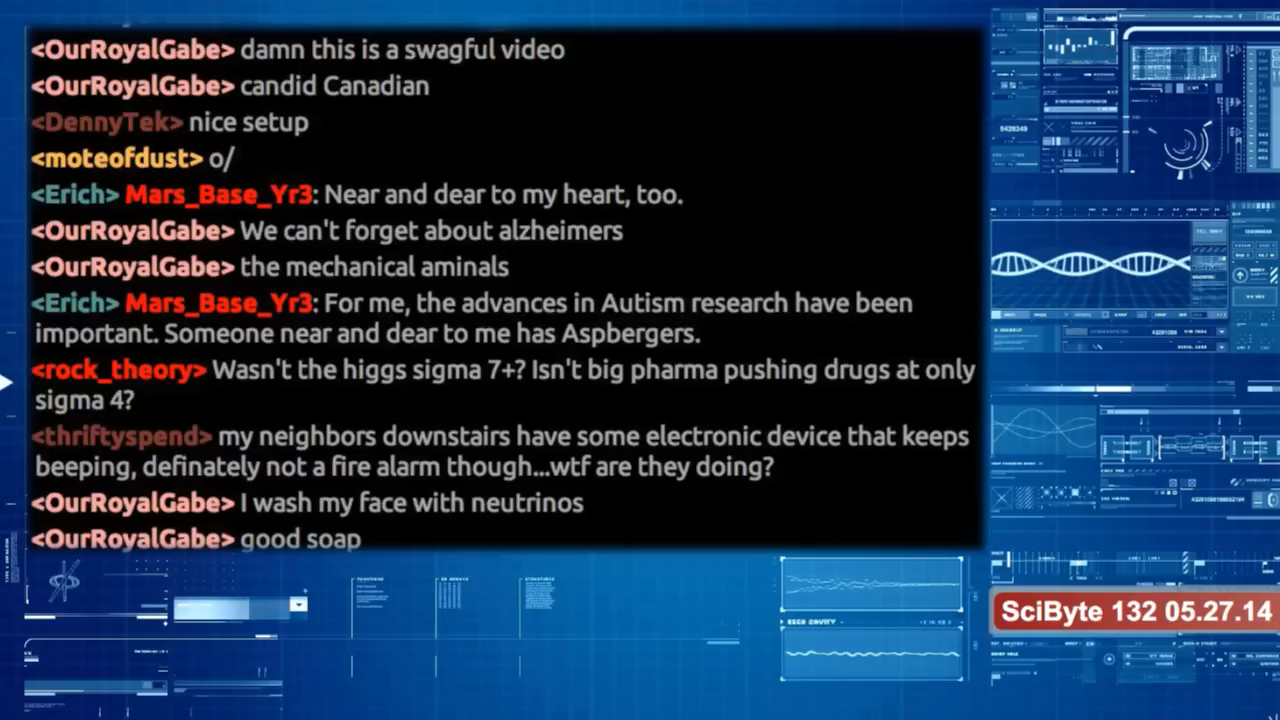 <OurRoyalGabe> damn this is a swagful video
<OurRoyalGabe> candid Canadian
<DennyTek> nice setup
<moteofdust> o/
<Erich> Mars_Base_Yr3: Near and dear to my heart, too.
<OurRoyalGabe> We can't forget about alzheimers
<OurRoyalGabe> the mechanical aminals
<Erich> Mars_Base_Yr3: For me, the advances in Autism research have been
important. Someone near and dear to me has Aspbergers.
<rock_theory> Wasn't the higgs sigma 7+? Isn't big pharma pushing drugs at only
sigma 4?
<thriftyspend> my neighbors downstairs have some electronic device that keeps
beeping, definately not a fire alarm though...wtf are they doing?
<OurRoyalGabe> I wash my face with neutrinos
<OurRoyalGabe> good soap
SciByte 132 05.27.14